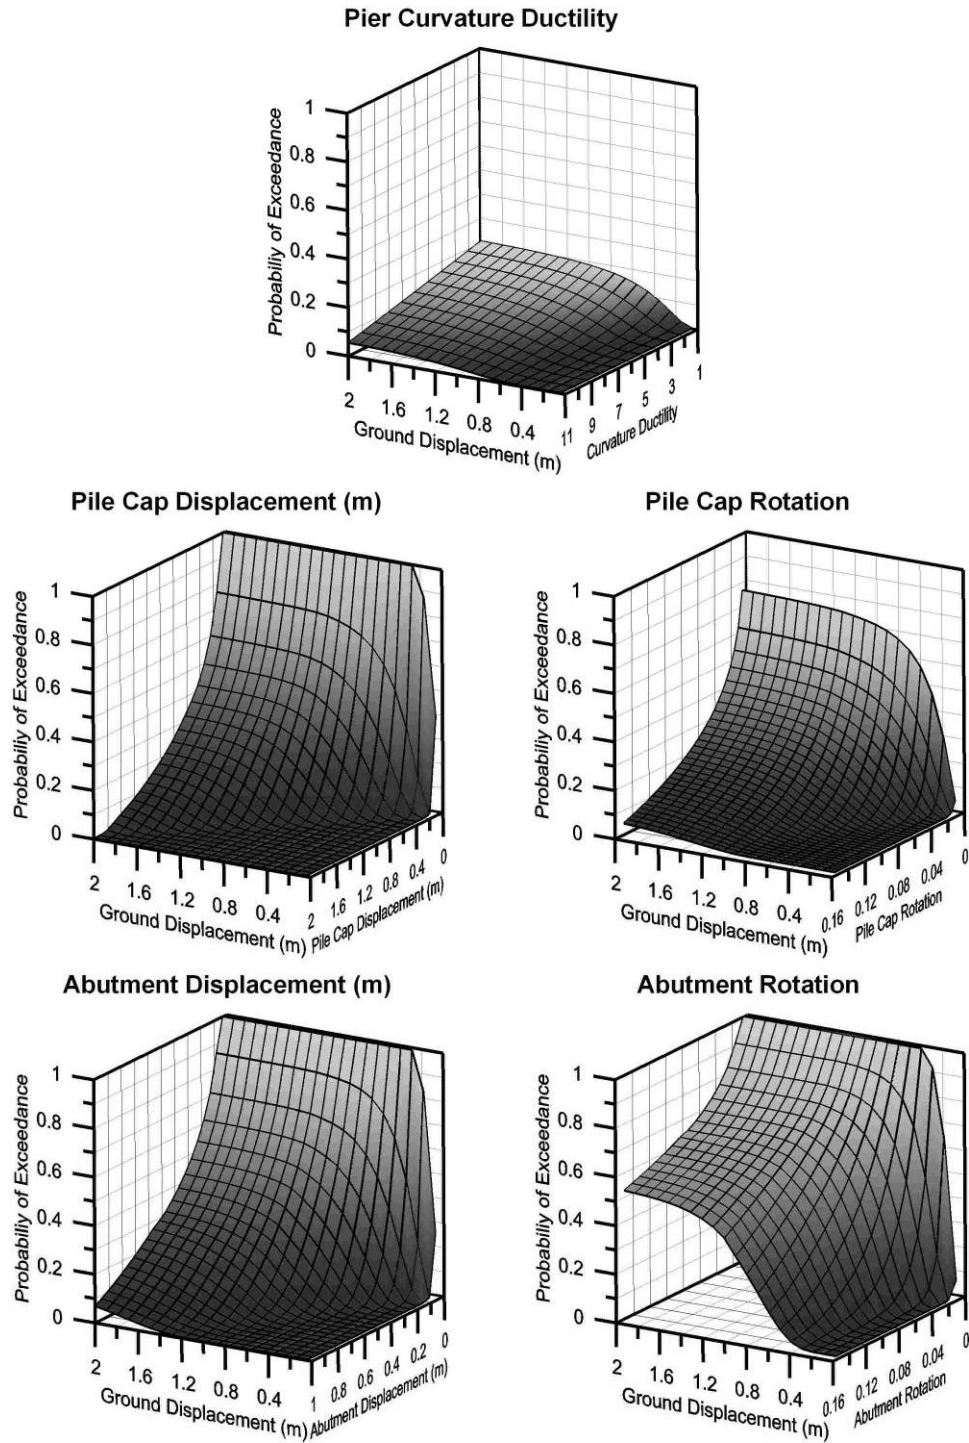 Pier Curvature Ductility
Probabiliy of Exceedance
1
0.8
0.6
0.4
0.2
0
2 1.6 1.2 0.8 0.4
Ground Displacement (m)
11 9 7 5 3 1
Curvature Ductility
Pile Cap Displacement (m)
Probabiliy of Exceedance
1
0.8
0.6
0.4
0.2
0
2 1.6 1.2 0.8 0.4
Ground Displacement (m)
2 1.6 1.2 0.8 0.4 0
Pile Cap Displacement (m)
Pile Cap Rotation
Probabiliy of Exceedance
1
0.8
0.6
0.4
0.2
0
2 1.6 1.2 0.8 0.4
Ground Displacement (m)
0.16 0.12 0.08 0.04 0
Pile Cap Rotation
Abutment Displacement (m)
Probabiliy of Exceedance
1
0.8
0.6
0.4
0.2
0
2 1.6 1.2 0.8 0.4
Ground Displacement (m)
1 0.8 0.6 0.4 0.2 0
Abutment Displacement (m)
Abutment Rotation
Probabiliy of Exceedance
1
0.8
0.6
0.4
0.2
0
2 1.6 1.2 0.8 0.4
Ground Displacement (m)
0.16 0.12 0.08 0.04 0
Abutment Rotation